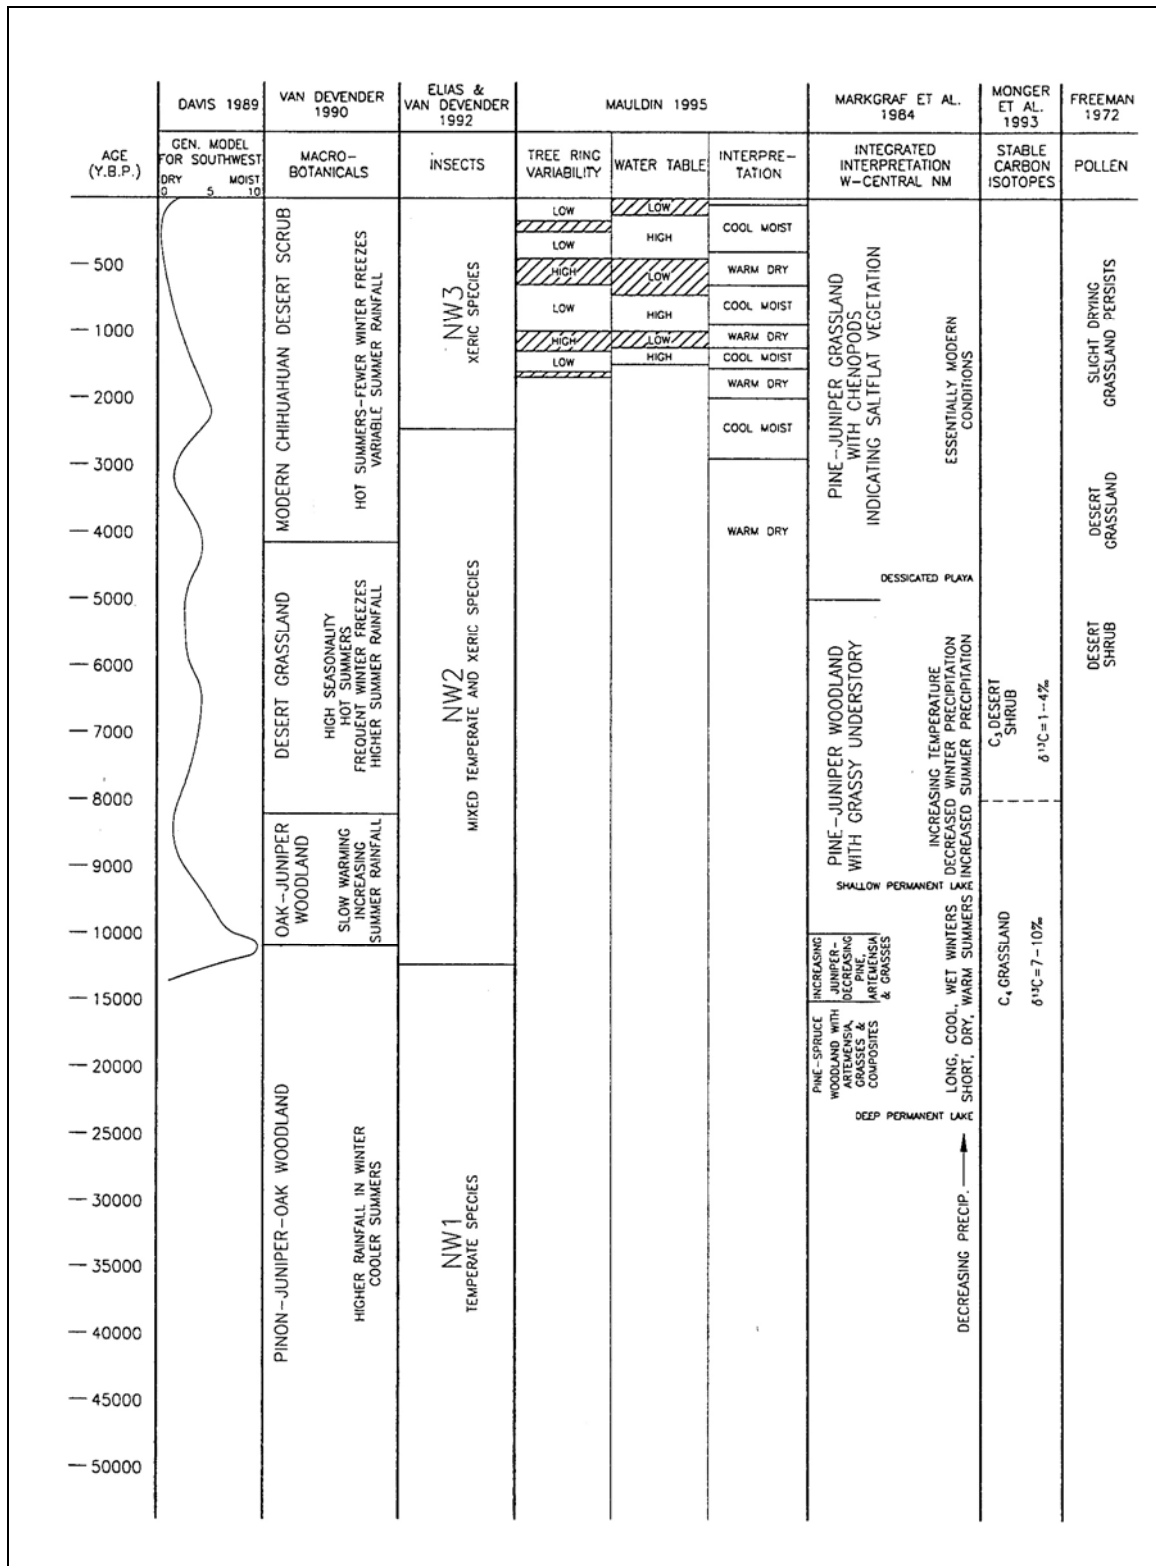 DAVIS 1989
VAN DEVENDER
1990
ELIAS &
VAN DEVENDER
1992
MAULDIN 1995
MARKGRAF ET AL.
1984
MONGER
ET AL.
1993
FREEMAN
1972
AGE
(Y.B.P.)
GEN. MODEL
FOR SOUTHWEST
DRY MOIST
0 5 10
MACRO-
BOTANICALS
INSECTS
TREE RING
VARIABILITY
WATER TABLE
INTERPRE-
TATION
INTEGRATED
INTERPRETATION
W-CENTRAL NM
STABLE
CARBON
ISOTOPES
POLLEN
500
1000
2000
3000
4000
5000
6000
7000
8000
9000
10000
15000
20000
25000
30000
35000
40000
45000
50000
MODERN CHIHUAHUAN DESERT SCRUB
HOT SUMMERS-FEWER WINTER FREEZES
VARIABLE SUMMER RAINFALL
DESERT GRASSLAND
HIGH SEASONALITY
HOT SUMMERS
FREQUENT WINTER FREEZES
HIGHER SUMMER RAINFALL
OAK-JUNIPER
WOODLAND
SLOW WARMING
INCREASING
SUMMER RAINFALL
PINON-JUNIPER-OAK WOODLAND
HIGHER RAINFALL IN WINTER
COOLER SUMMERS
NW3
XERIC SPECIES
NW2
MIXED TEMPERATE AND XERIC SPECIES
NW1
TEMPERATE SPECIES
LOW
LOW
HIGH
LOW
HIGH
LOW
LOW
HIGH
LOW
HIGH
LOW
HIGH
COOL MOIST
WARM DRY
COOL MOIST
WARM DRY
COOL MOIST
WARM DRY
COOL MOIST
WARM DRY
PINE-JUNIPER GRASSLAND
WITH CHENOPODS
INDICATING SALTFLAT VEGETATION
ESSENTIALLY MODERN
CONDITIONS
DESSICATED PLAYA
PINE-JUNIPER WOODLAND
WITH GRASSY UNDERSTORY
INCREASING TEMPERATURE
DECREASED WINTER PRECIPITATION
INCREASED SUMMER PRECIPITATION
SHALLOW PERMANENT LAKE
INCREASING
JUNIPER-
DECREASING
PINE,
ARTEMENSIA
& GRASSES
PINE-SPRUCE
WOODLAND WITH
ARTEMENSIA,
GRASSES &
COMPOSITES
LONG, COOL, WET WINTERS
SHORT, DRY, WARM SUMMERS
DEEP PERMANENT LAKE
DECREASING PRECIP.
C₃ DESERT
SHRUB
δ¹³C=1--4‰
C₄ GRASSLAND
δ¹³C=7-10‰
SLIGHT DRYING
GRASSLAND PERSISTS
DESERT
GRASSLAND
DESERT
SHRUB